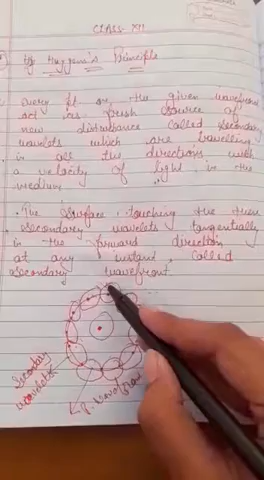 CLASS XII
Huygen's Principle
every pt. on the given wavefront
act as fresh source of
new disturbance called secondary
wavelets which are travelling
in all the directions with
a velocity of light in the
medium.
The Surface touching the
secondary wavelets tangentially
in the forward direction
at any instant, called
secondary wavefront.
Secondary
wavelets